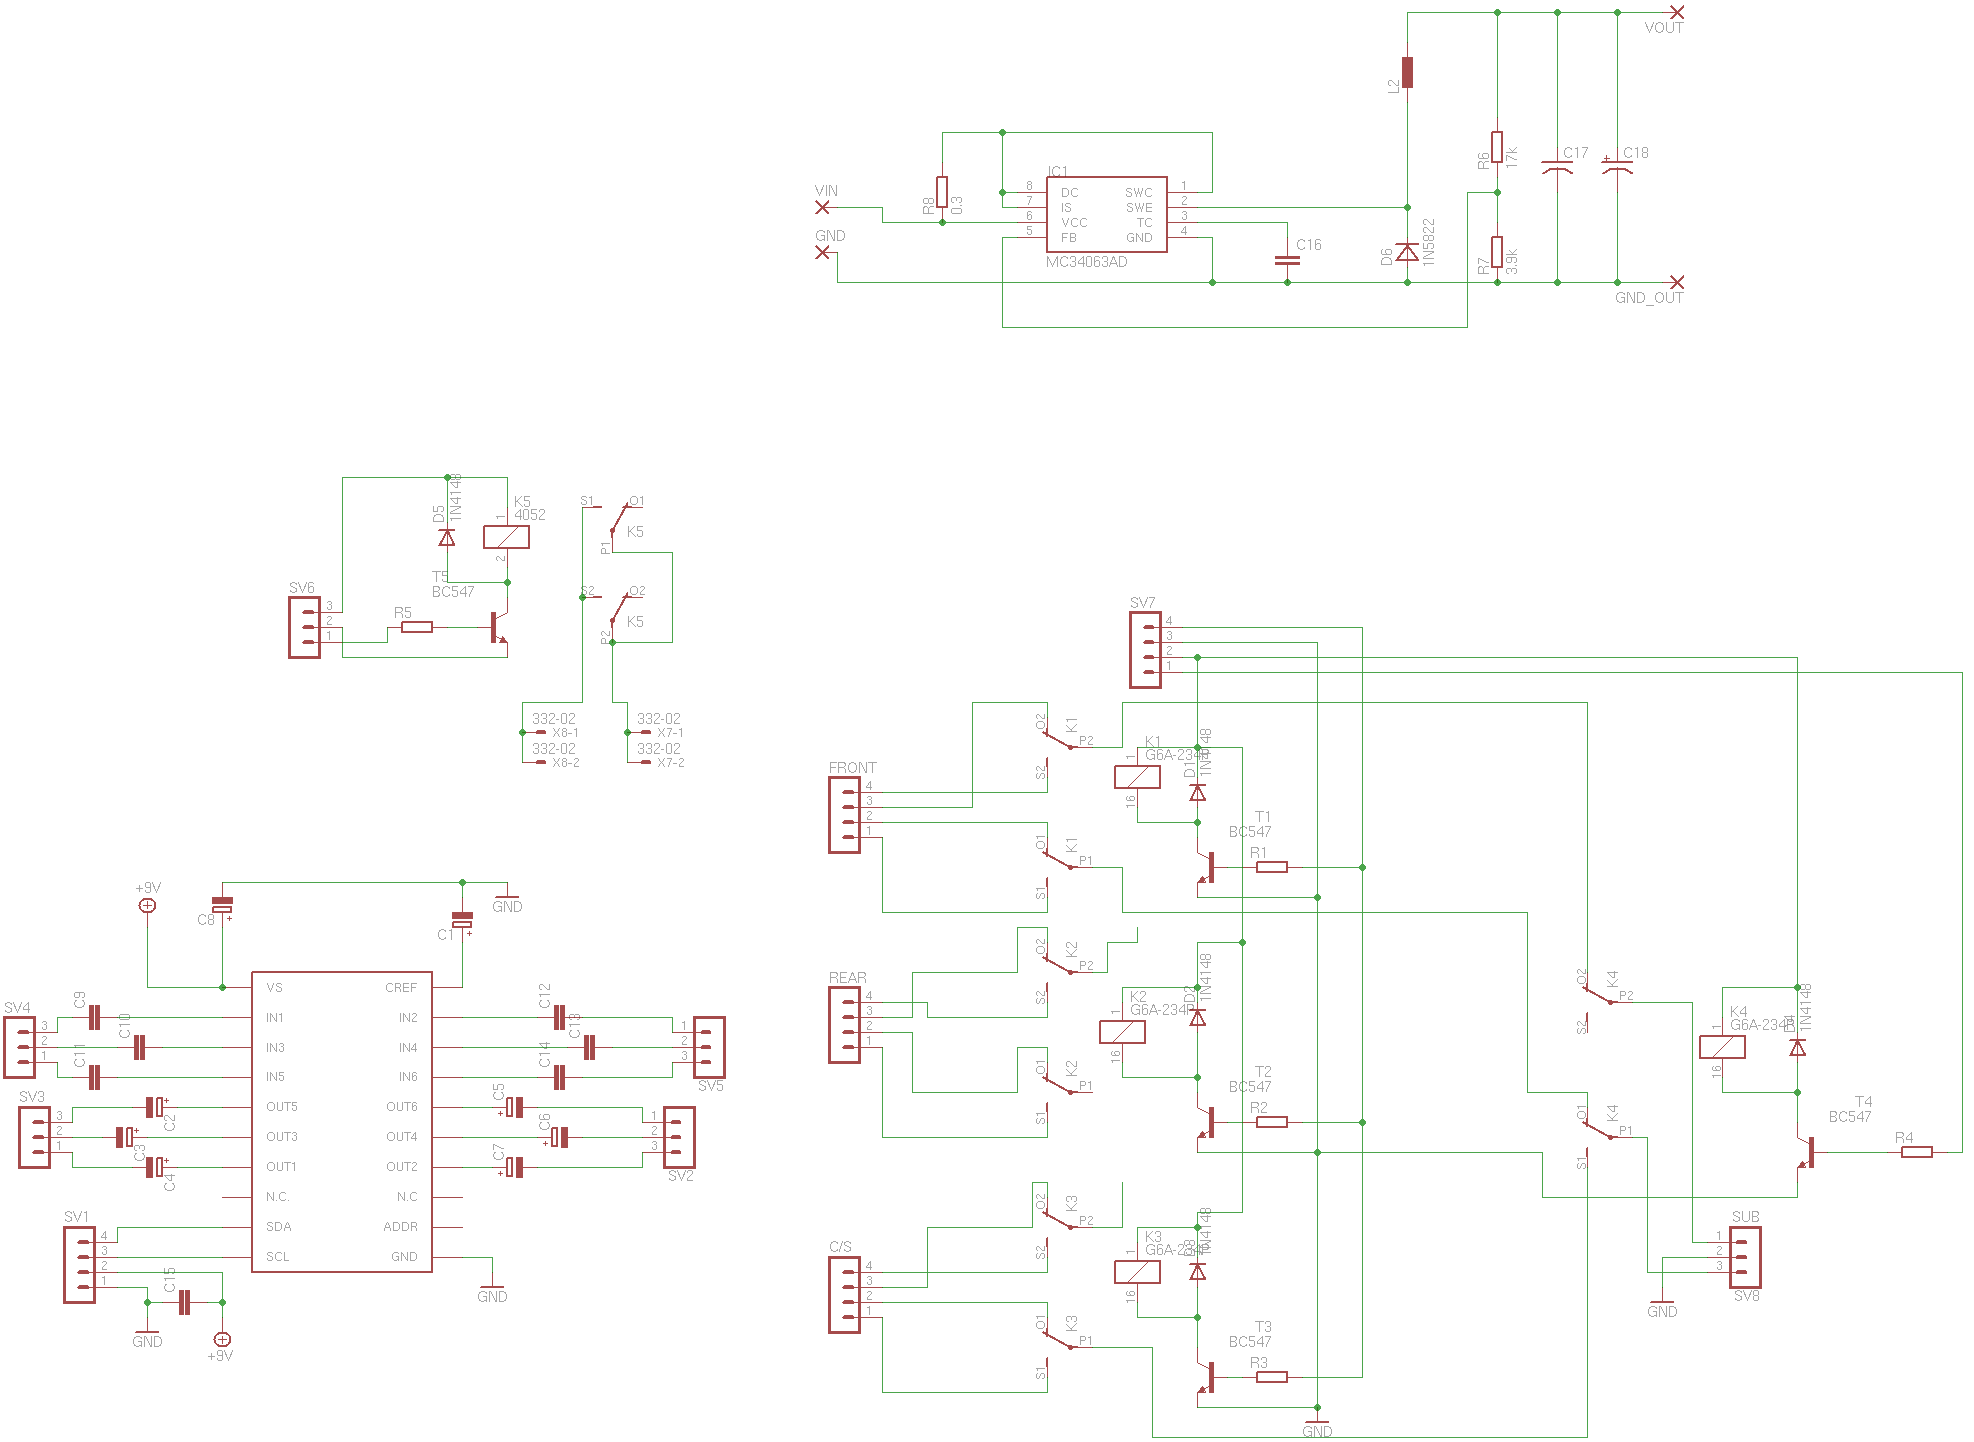 VOUT
L2
R6
17k
C17
+
C18
VIN
R8
0.3
IC1
8 DC SWC 1
7 IS SWE 2
6 VCC TC 3
5 FB GND 4
MC34063AD
GND
C16
D6
1N5822
R7
3.9k
GND_OUT
D5
1N4148
K5
4052
1
2
S1
O1
K5
P1
S2
O2
K5
P2
T5
BC547
SV6
3
2
1
R5
332-02
X8-1
332-02
X8-2
332-02
X7-1
332-02
X7-2
SV7
4
3
2
1
FRONT
4
3
2
1
O2
K1
P2
S2
O1
K1
P1
S1
K1
G6A-234P
1
16
D1
1N4148
T1
BC547
R1
REAR
4
3
2
1
O2
K2
P2
S2
O1
K2
P1
S1
K2
G6A-234P
1
16
D2
1N4148
T2
BC547
R2
C/S
4
3
2
1
O2
K3
P2
S2
O1
K3
P1
S1
K3
G6A-234P
1
16
D3
1N4148
T3
BC547
R3
GND
O2
K4
P2
S2
O1
K4
P1
S1
K4
G6A-234P
1
16
D4
1N4148
T4
BC547
R4
SUB
1
2
3
SV8
GND
+9V
C8
+
C1
+
GND
VS CREF
IN1 IN2
IN3 IN4
IN5 IN6
OUT5 OUT6
OUT3 OUT4
OUT1 OUT2
N.C. N.C
SDA ADDR
SCL GND
SV4
3
2
1
C9
C10
C11
SV3
3
2
1
C2
+
C3
+
C4
+
SV1
4
3
2
1
C15
GND
+9V
C12
C13
C14
1
2
3
SV5
C5
+
C6
+
C7
+
1
2
3
SV2
GND